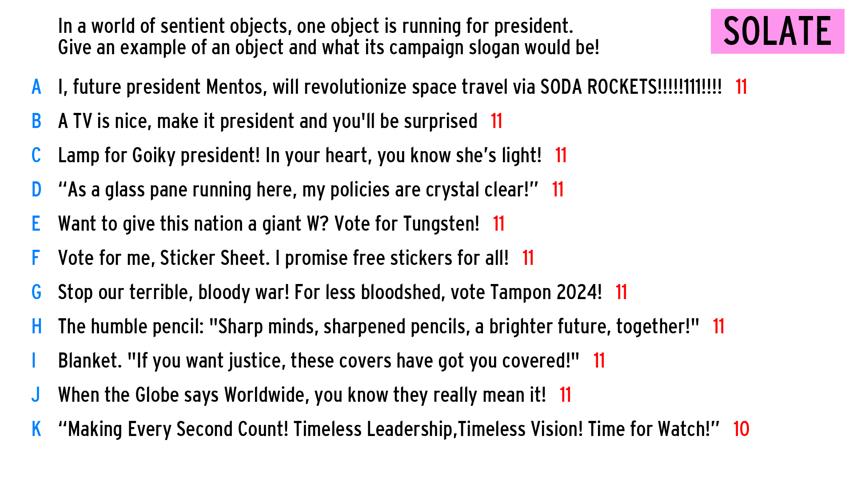 In a world of sentient objects, one object is running for president.
Give an example of an object and what its campaign slogan would be!
SOLATE
A I, future president Mentos, will revolutionize space travel via SODA ROCKETS!!!!!111!!!! 11
B A TV is nice, make it president and you'll be surprised 11
C Lamp for Goiky president! In your heart, you know she’s light! 11
D “As a glass pane running here, my policies are crystal clear!” 11
E Want to give this nation a giant W? Vote for Tungsten! 11
F Vote for me, Sticker Sheet. I promise free stickers for all! 11
G Stop our terrible, bloody war! For less bloodshed, vote Tampon 2024! 11
H The humble pencil: "Sharp minds, sharpened pencils, a brighter future, together!" 11
I Blanket. "If you want justice, these covers have got you covered!" 11
J When the Globe says Worldwide, you know they really mean it! 11
K “Making Every Second Count! Timeless Leadership,Timeless Vision! Time for Watch!” 10